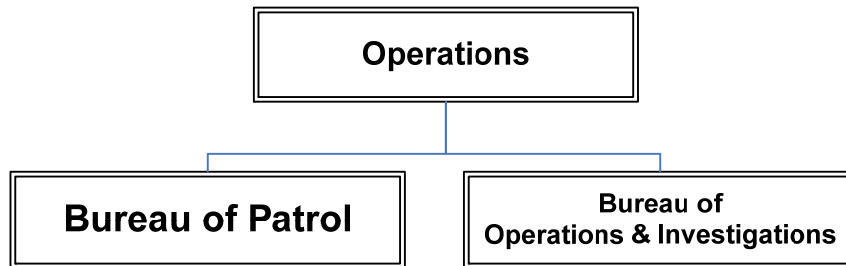 Operations
Bureau of Patrol
Bureau of
Operations & Investigations